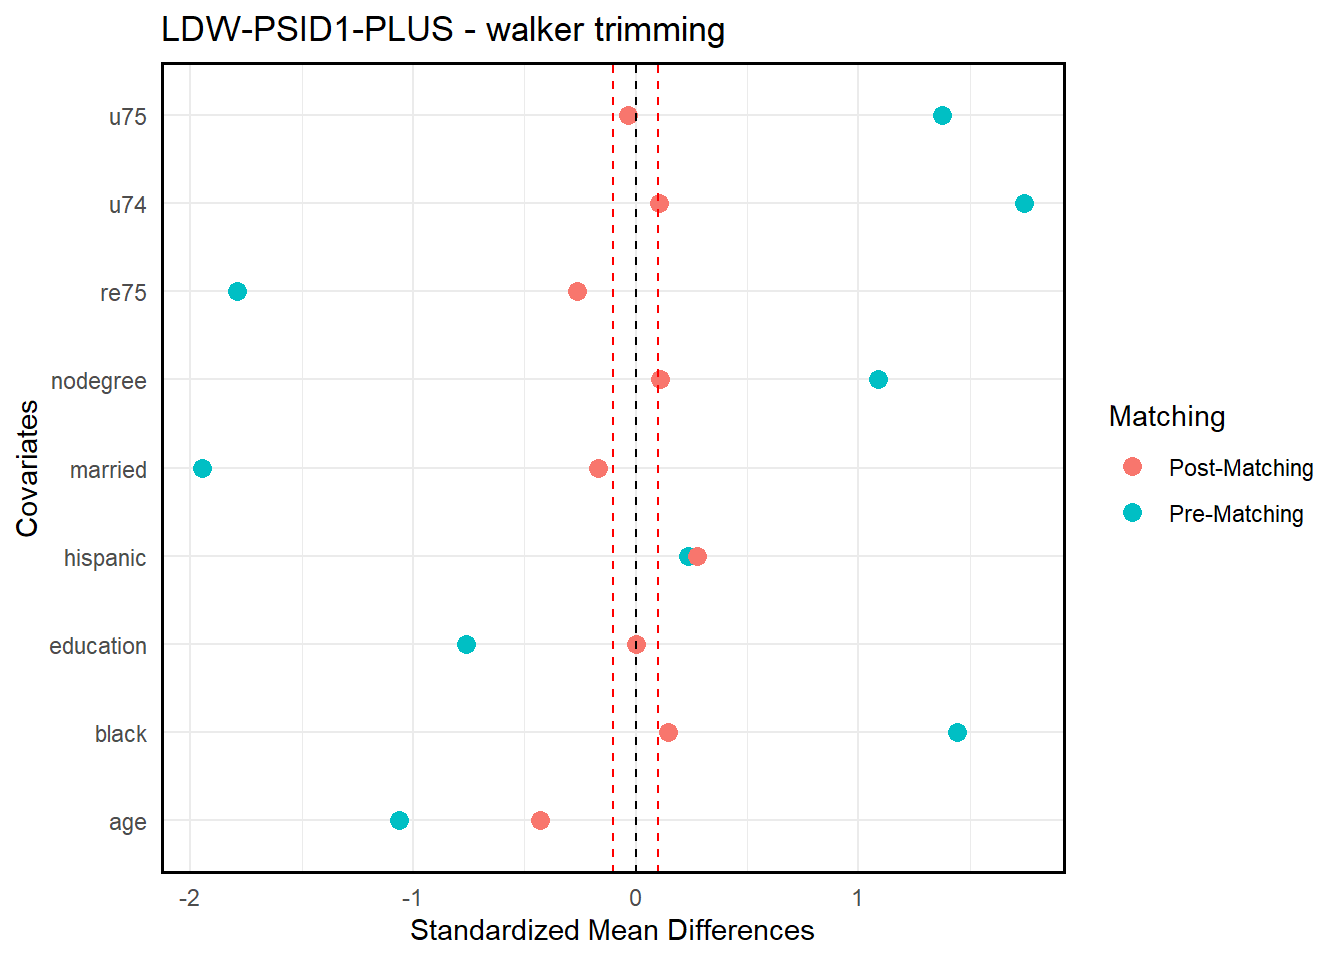 LDW-PSID1-PLUS - walker trimming
u75
u74
re75
nodegree
married
hispanic
education
black
age
Covariates
-2
-1
0
1
Standardized Mean Differences
Matching
Post-Matching
Pre-Matching